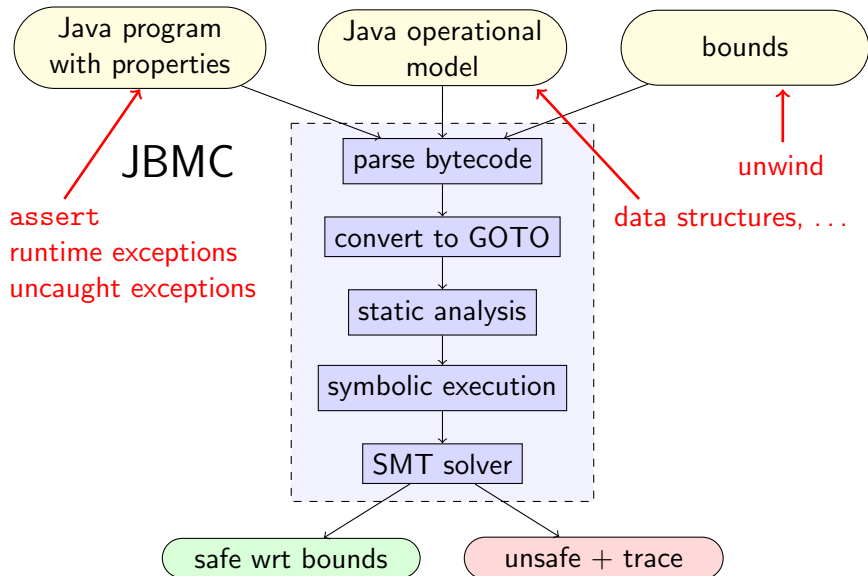 Java program
with properties
Java operational
model
bounds
JBMC
parse bytecode
unwind
assert
runtime exceptions
uncaught exceptions
data structures, ...
convert to GOTO
static analysis
symbolic execution
SMT solver
safe wrt bounds
unsafe + trace